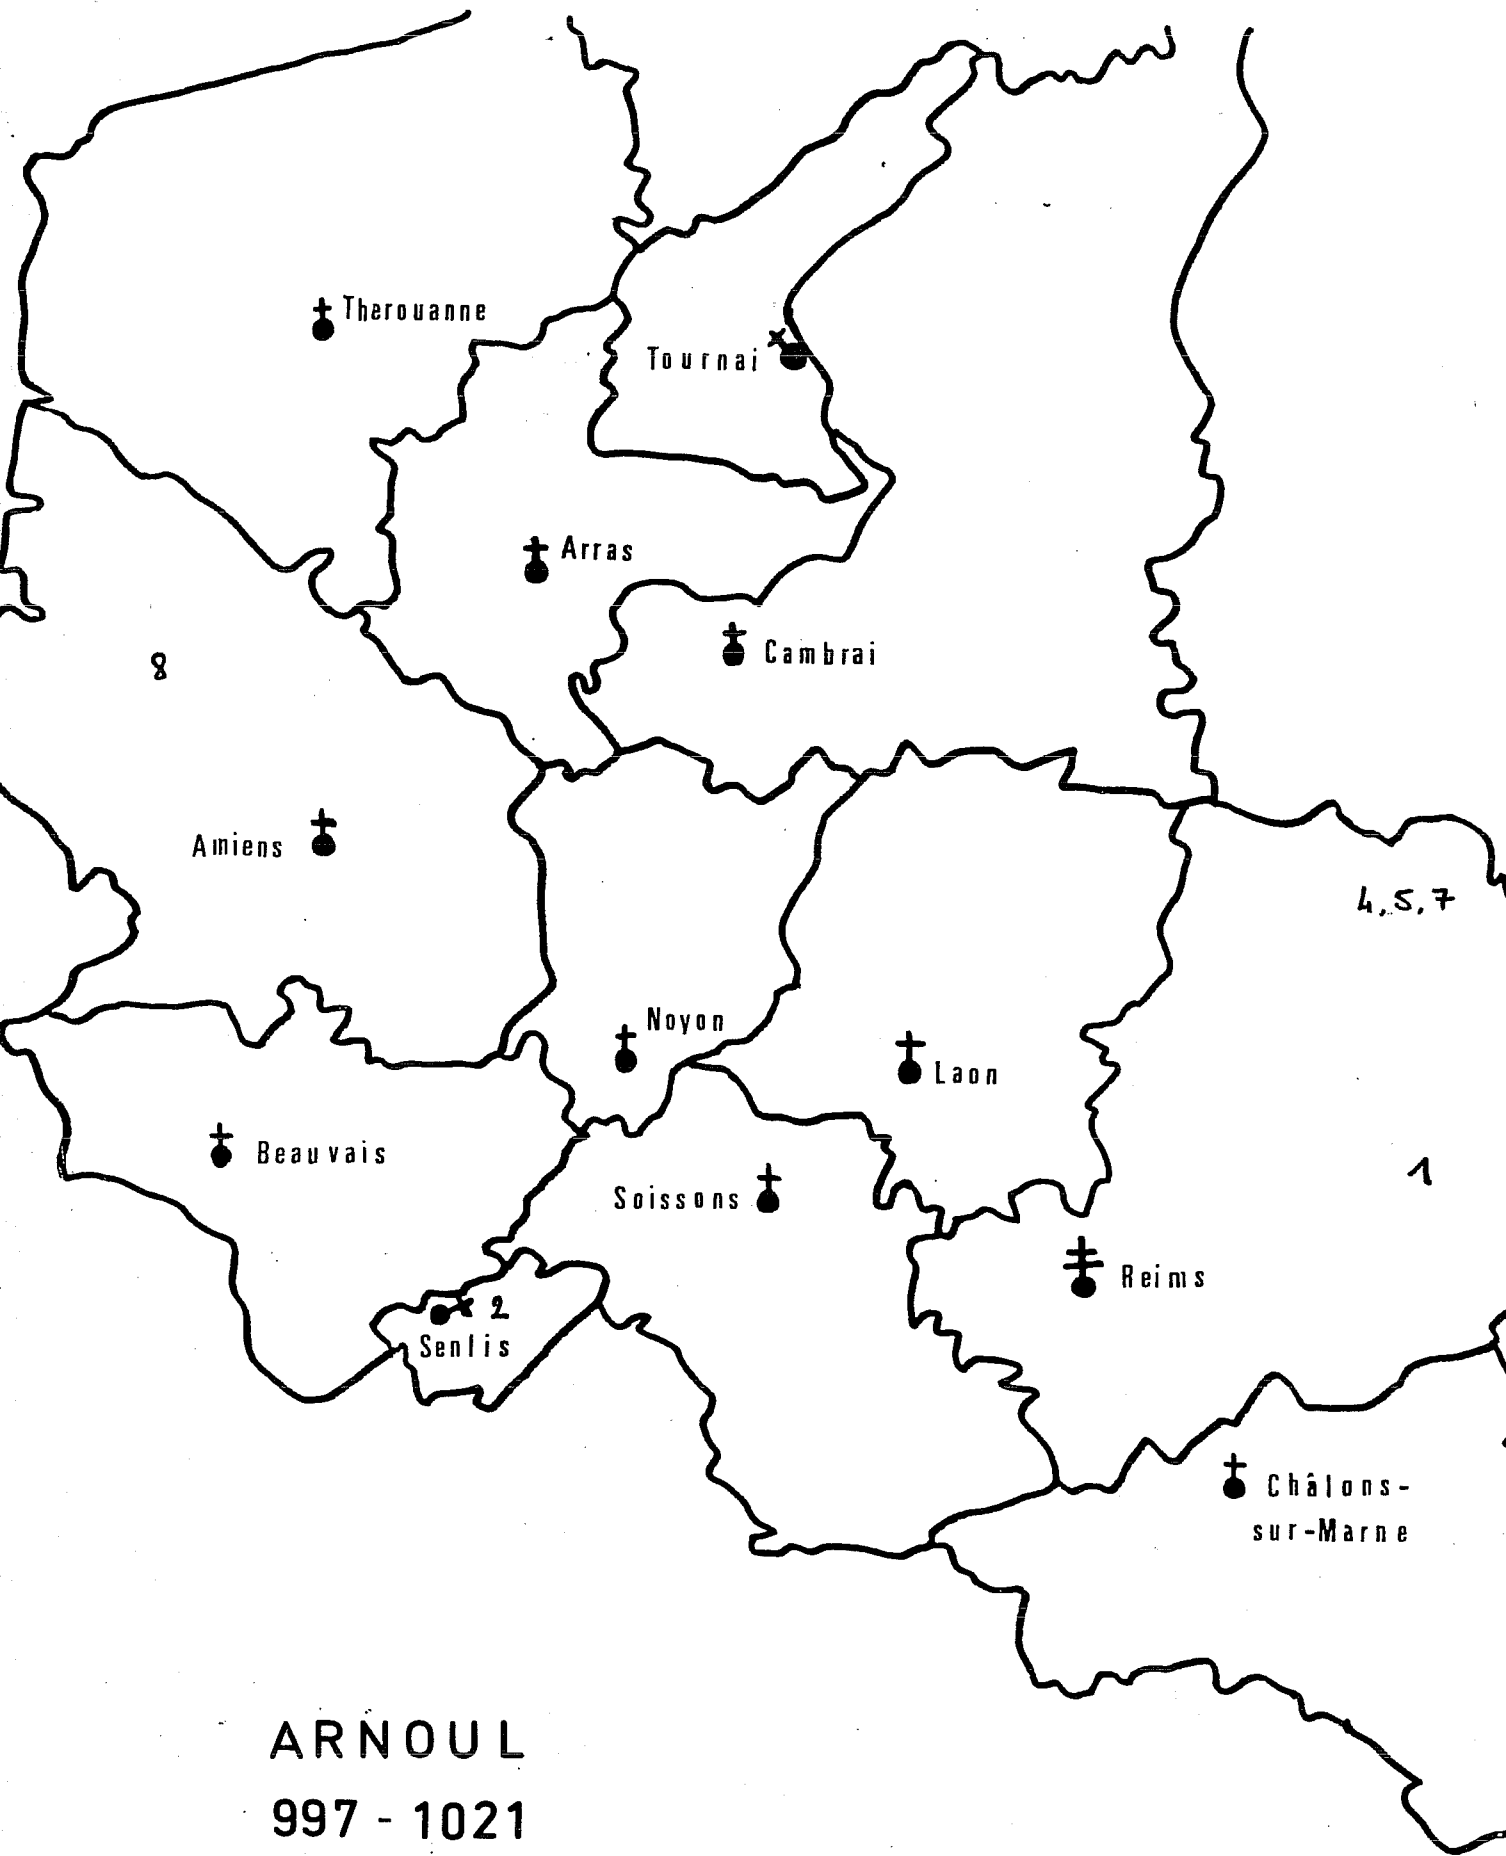 Therouanne
Tournai
Arras
Cambrai
8
Amiens
4, 5, 7
Noyon
Laon
Beauvais
1
Soissons
Reims
2
Senlis
Châlons-
sur-Marne
ARNOUL
997 - 1021